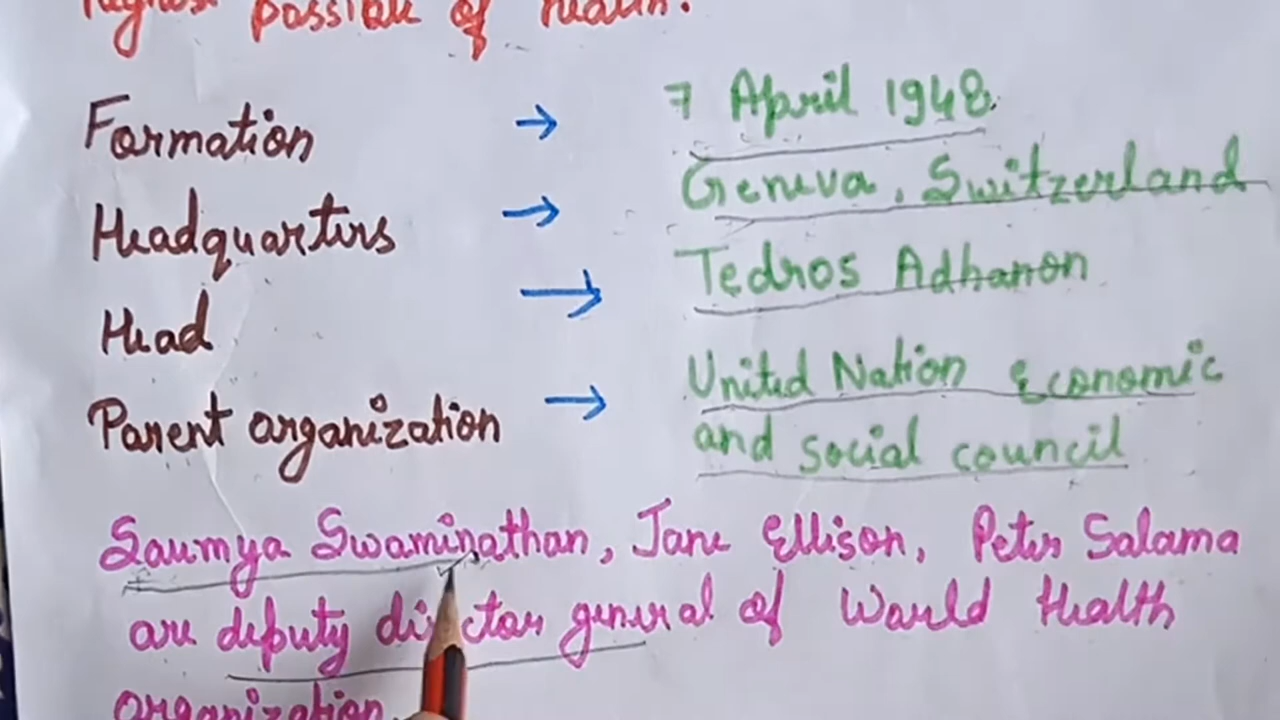 highest possible of health.
Formation → 7 April 1948
Headquarters → Geneva, Switzerland
Head → Tedros Adhanon
Parent organization → United Nation Economic
and social council
Saumya Swaminathan, Jane Ellison, Peter Salama
are deputy director general of World Health
organization